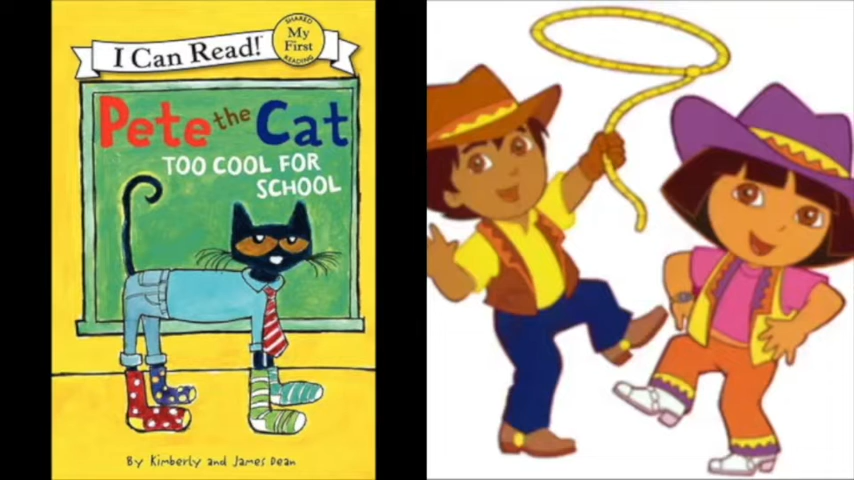 I Can Read!
SHARED
My
First
READING
Pete the Cat
TOO COOL FOR
SCHOOL
By Kimberly and James Dean